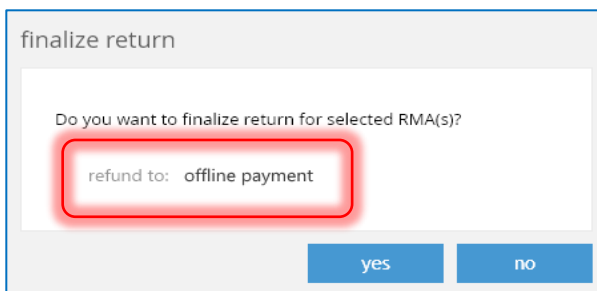 finalize return
Do you want to finalize return for selected RMA(s)?
refund to: offline payment
yes no